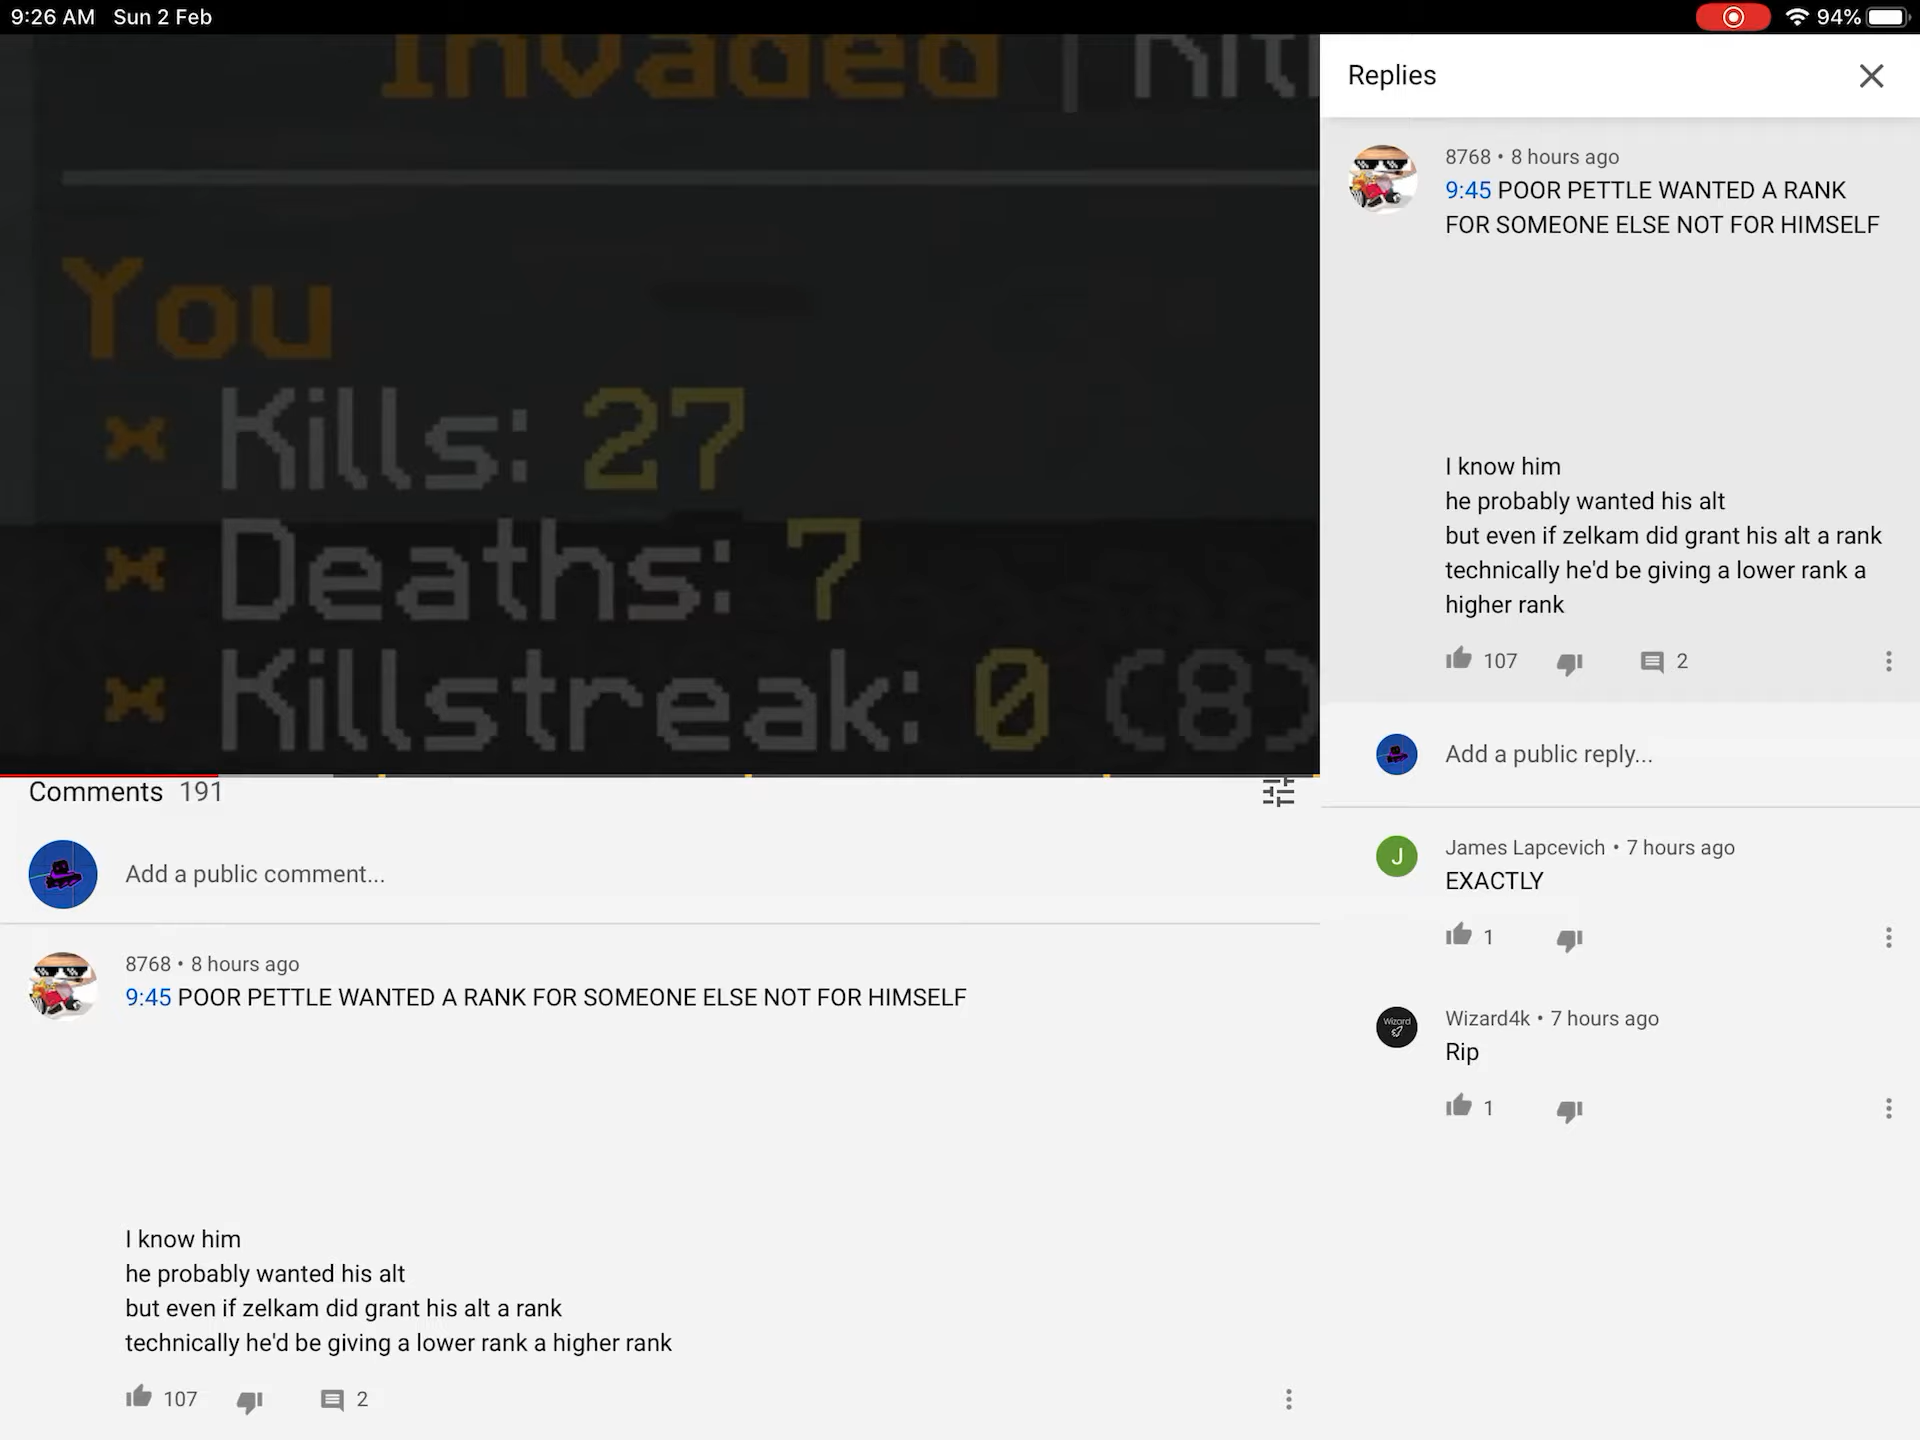 9:26 AM Sun 2 Feb
94%
Invaded | Kit
You
Kills: 27
Deaths: 7
Killstreak: 0 (8)
Comments 191
Add a public comment...
8768 • 8 hours ago
9:45 POOR PETTLE WANTED A RANK FOR SOMEONE ELSE NOT FOR HIMSELF
I know him
he probably wanted his alt
but even if zelkam did grant his alt a rank
technically he'd be giving a lower rank a higher rank
107 2
Replies
8768 • 8 hours ago
9:45 POOR PETTLE WANTED A RANK
FOR SOMEONE ELSE NOT FOR HIMSELF
I know him
he probably wanted his alt
but even if zelkam did grant his alt a rank
technically he'd be giving a lower rank a
higher rank
107 2
Add a public reply...
J
James Lapcevich • 7 hours ago
EXACTLY
1
Wizard
Wizard4k • 7 hours ago
Rip
1